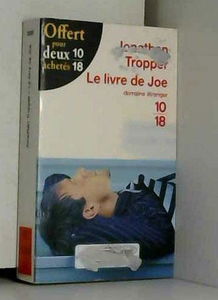 Offert
pour
deux 10
achetés 18
Jonathan
Tropper
Le livre de Joe
domaine étranger
10
18